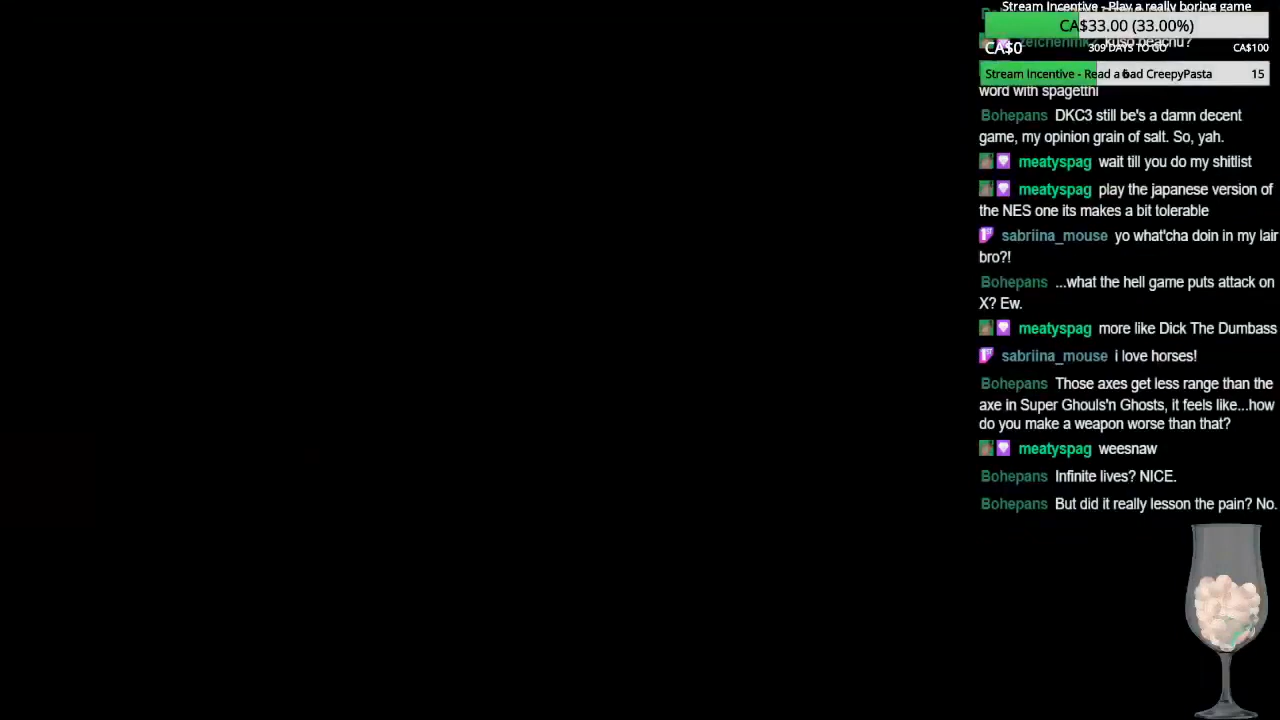 Stream Incentive - Play a really boring game
CA$33.00 (33.00%)
kuso beachu?
CA$0
309 DAYS TO GO
CA$100
Stream Incentive - Read a bad CreepyPasta
6
15
word with spagetthi
Bohepans DKC3 still be's a damn decent
game, my opinion grain of salt. So, yah.
meatyspag wait till you do my shitlist
meatyspag play the japanese version of
the NES one its makes a bit tolerable
sabriina_mouse yo what'cha doin in my lair
bro?!
Bohepans ...what the hell game puts attack on
X? Ew.
meatyspag more like Dick The Dumbass
sabriina_mouse i love horses!
Bohepans Those axes get less range than the
axe in Super Ghouls'n Ghosts, it feels like...how
do you make a weapon worse than that?
meatyspag weesnaw
Bohepans Infinite lives? NICE.
Bohepans But did it really lesson the pain? No.